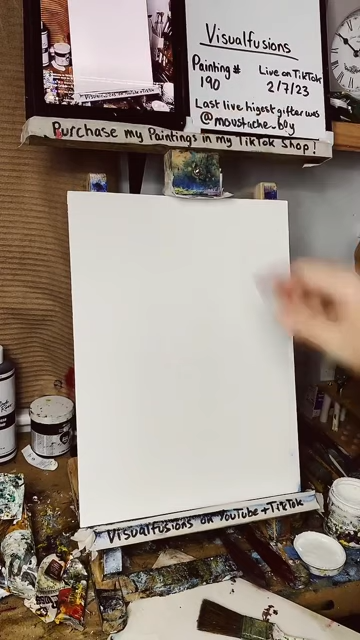 Visualfusions
Painting #
190
Live on TikTok
2/7/23
Last live higest gifter was
@moustache_boy
Purchase my Paintings in my TikTok Shop!
Visualfusions on YouTube + TikTok